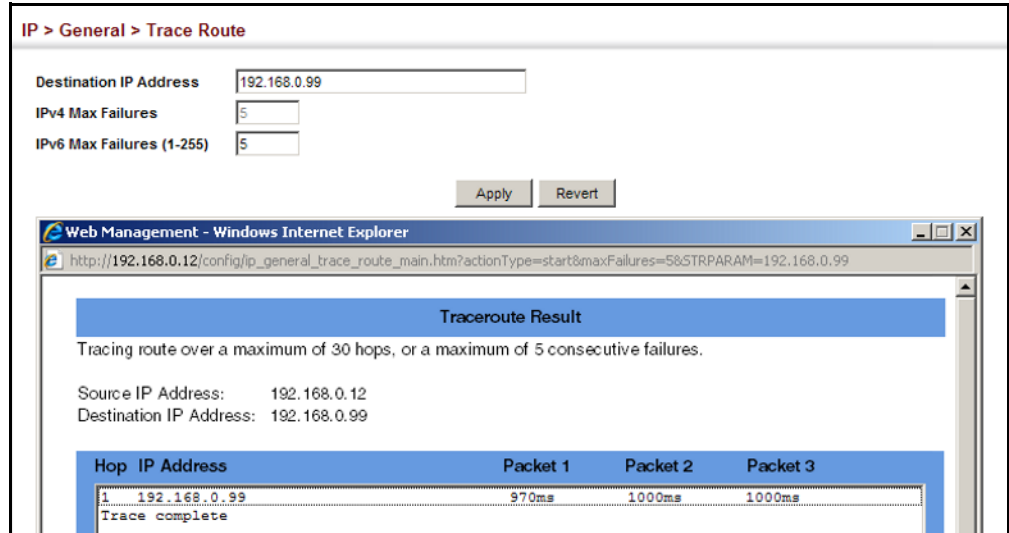 IP > General > Trace Route
Destination IP Address 192.168.0.99
IPv4 Max Failures 5
IPv6 Max Failures (1-255) 5
Apply Revert
Web Management - Windows Internet Explorer
http://192.168.0.12/config/ip_general_trace_route_main.htm?actionType=start&maxFailures=5&STRPARAM=192.168.0.99
Traceroute Result
Tracing route over a maximum of 30 hops, or a maximum of 5 consecutive failures.
Source IP Address: 192.168.0.12
Destination IP Address: 192.168.0.99
Hop IP Address Packet 1 Packet 2 Packet 3
1 192.168.0.99 970ms 1000ms 1000ms
Trace complete